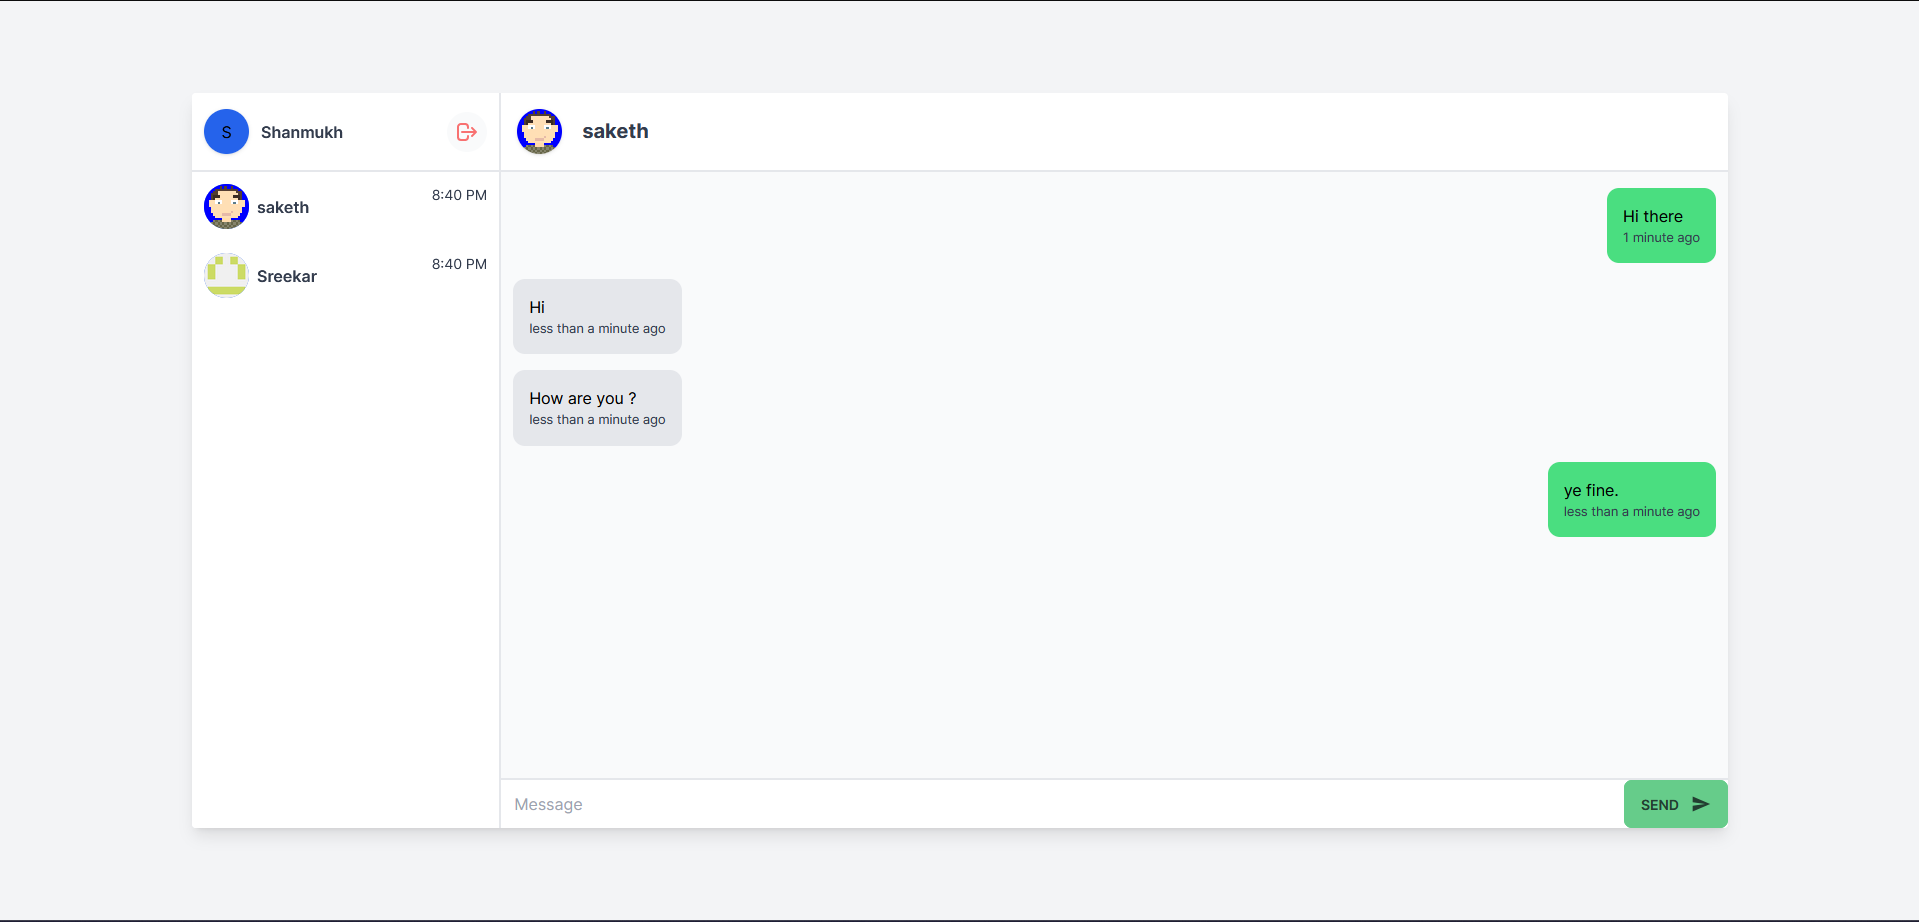 S
Shanmukh
saketh
8:40 PM
Sreekar
8:40 PM
saketh
Hi there
1 minute ago
Hi
less than a minute ago
How are you ?
less than a minute ago
ye fine.
less than a minute ago
Message
SEND